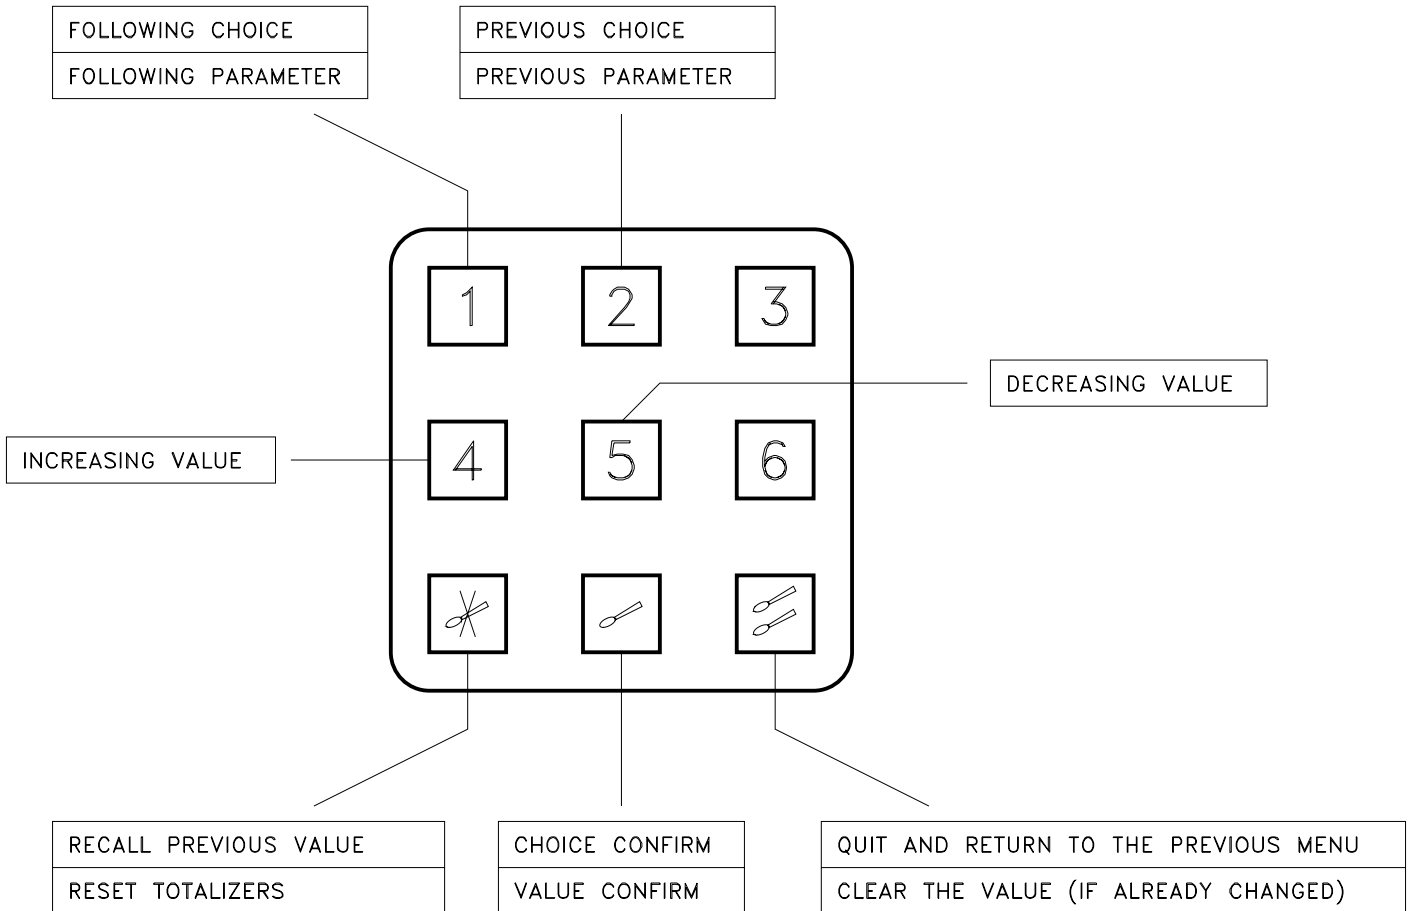 FOLLOWING CHOICE
FOLLOWING PARAMETER
PREVIOUS CHOICE
PREVIOUS PARAMETER
1
2
3
DECREASING VALUE
INCREASING VALUE
4
5
6
RECALL PREVIOUS VALUE
RESET TOTALIZERS
CHOICE CONFIRM
VALUE CONFIRM
QUIT AND RETURN TO THE PREVIOUS MENU
CLEAR THE VALUE (IF ALREADY CHANGED)